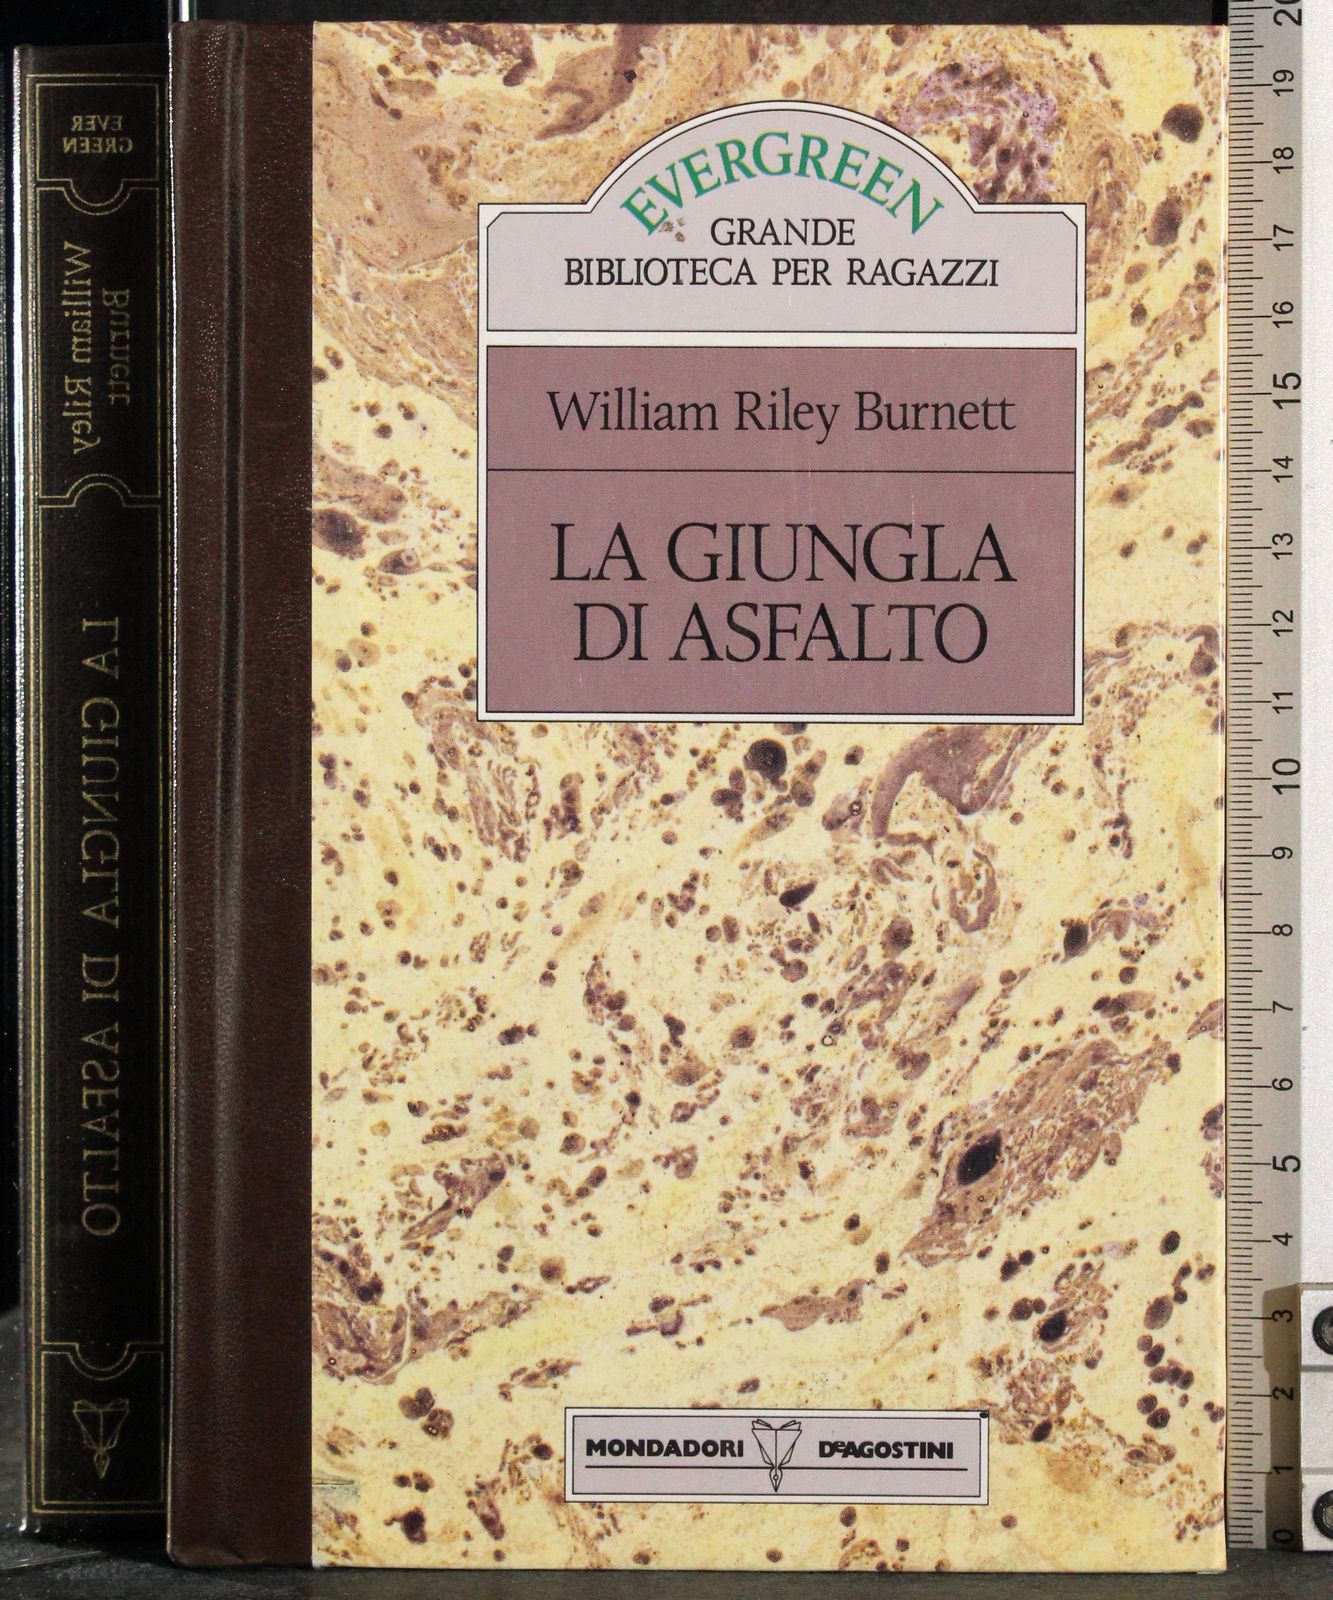 EVERGREEN
GRANDE
BIBLIOTECA PER RAGAZZI
William Riley Burnett
LA GIUNGLA
DI ASFALTO
MONDADORI DeAGOSTINI
EVER
GREEN
Burnett
William Riley
LA GIUNGLA DI ASFALTO
20
19
18
17
16
15
14
13
12
11
10
9
8
7
6
5
4
3
2
1
0